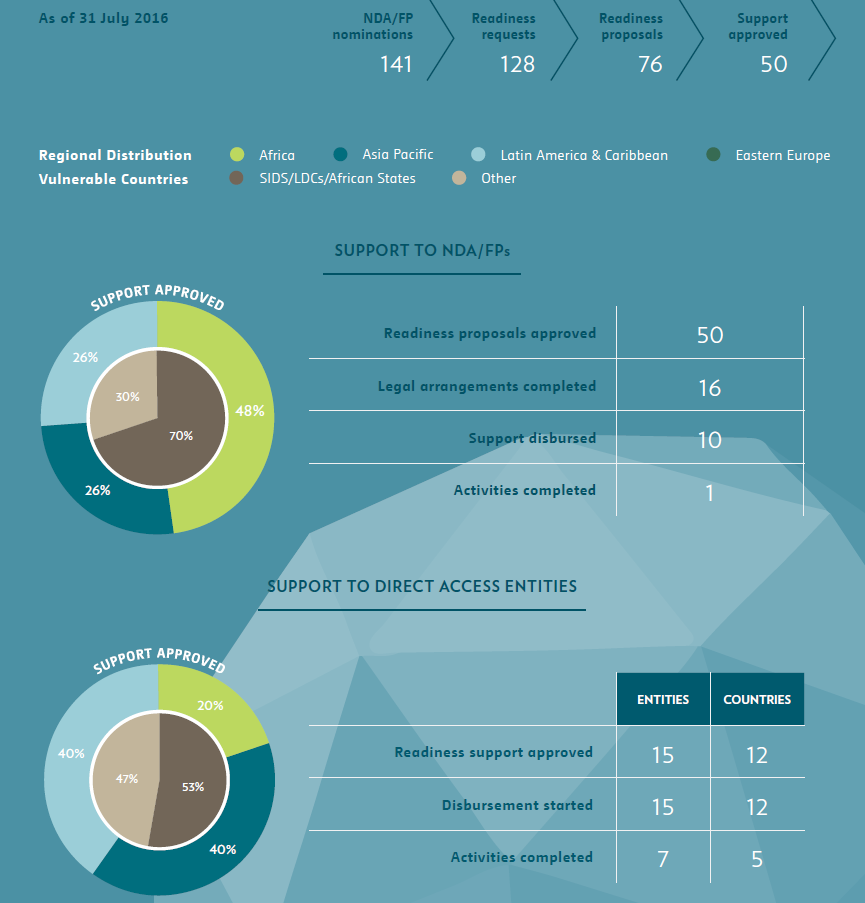 As of 31 July 2016
NDA/FP
nominations
141
Readiness
requests
128
Readiness
proposals
76
Support
approved
50
Regional Distribution
Africa
Asia Pacific
Latin America & Caribbean
Eastern Europe
Vulnerable Countries
SIDS/LDCs/African States
Other
SUPPORT TO NDA/FPs
SUPPORT APPROVED
26%
30%
48%
70%
26%
Readiness proposals approved 50
Legal arrangements completed 16
Support disbursed 10
Activities completed 1
SUPPORT TO DIRECT ACCESS ENTITIES
SUPPORT APPROVED
20%
40%
47%
53%
40%
ENTITIES COUNTRIES
Readiness support approved 15 12
Disbursement started 15 12
Activities completed 7 5